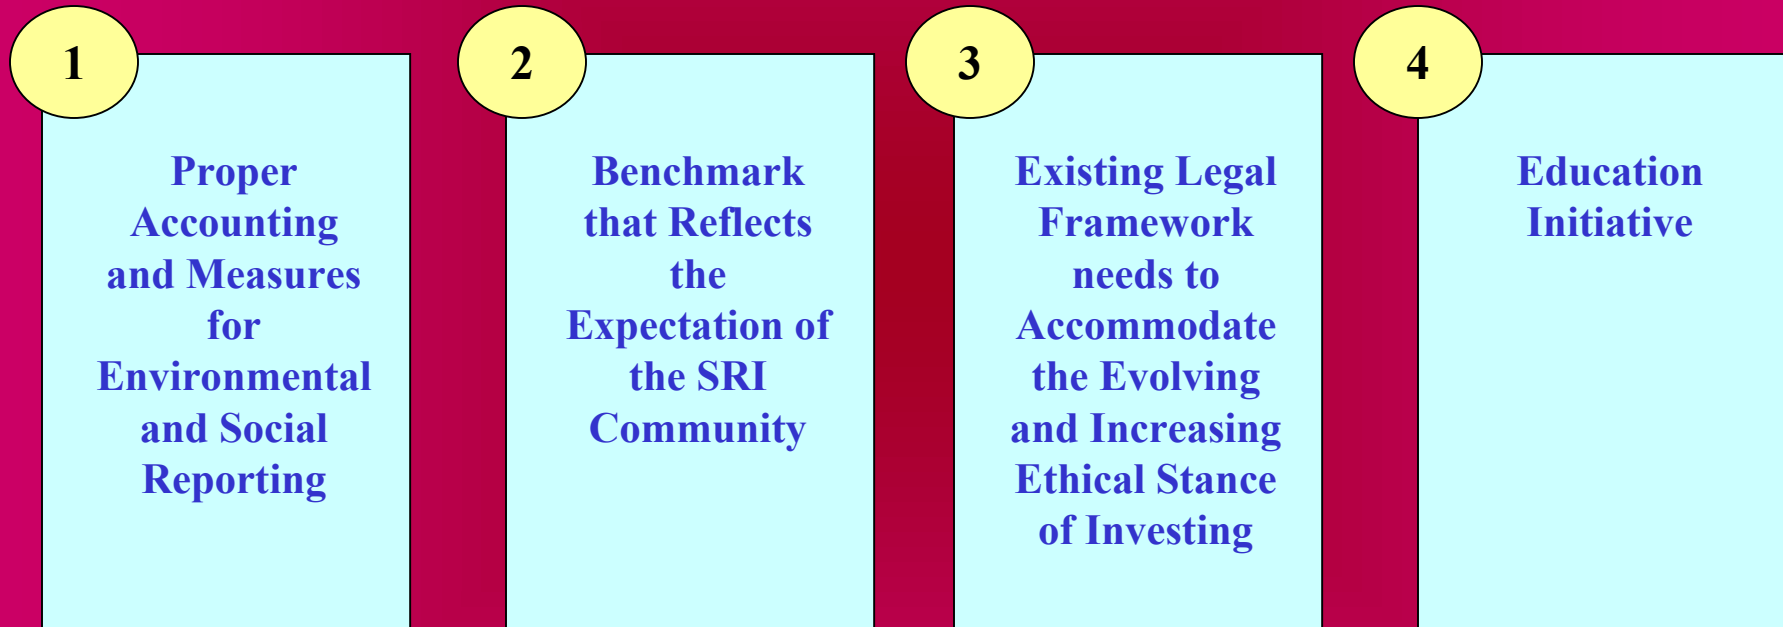 1
Proper
Accounting
and Measures
for
Environmental
and Social
Reporting
2
Benchmark
that Reflects
the
Expectation of
the SRI
Community
3
Existing Legal
Framework
needs to
Accommodate
the Evolving
and Increasing
Ethical Stance
of Investing
4
Education
Initiative